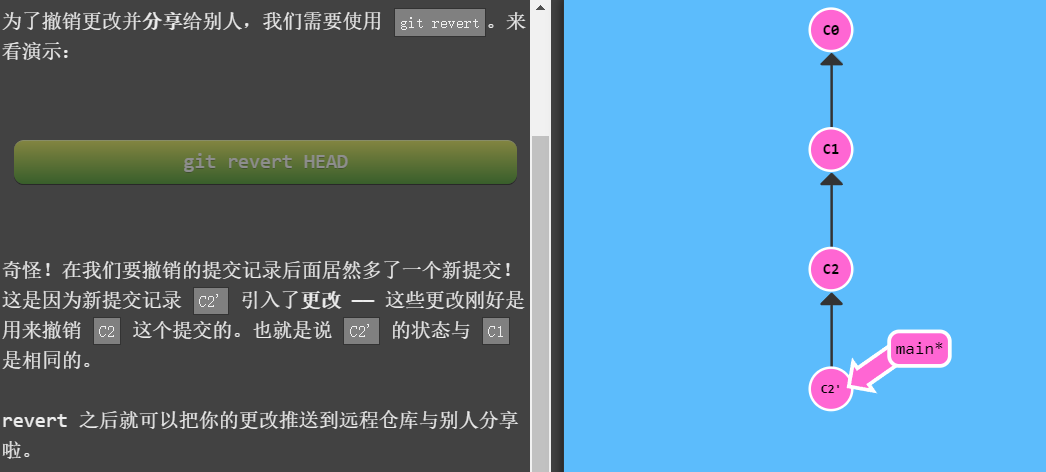 为了撤销更改并分享给别人，我们需要使用 git revert。来
看演示：
git revert HEAD
奇怪！在我们要撤销的提交记录后面居然多了一个新提交！
这是因为新提交记录 C2' 引入了更改 —— 这些更改刚好是
用来撤销 C2 这个提交的。也就是说 C2' 的状态与 C1
是相同的。
revert 之后就可以把你的更改推送到远程仓库与别人分享
啦。
C0
C1
C2
main*
C2'